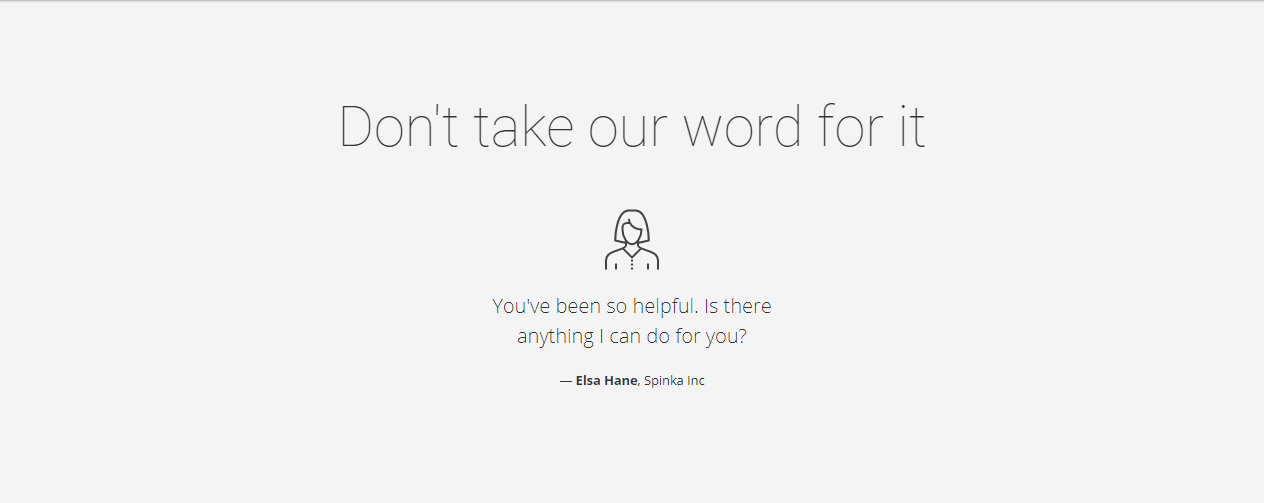 Don't take our word for it
You've been so helpful. Is there
anything I can do for you?
— Elsa Hane, Spinka Inc